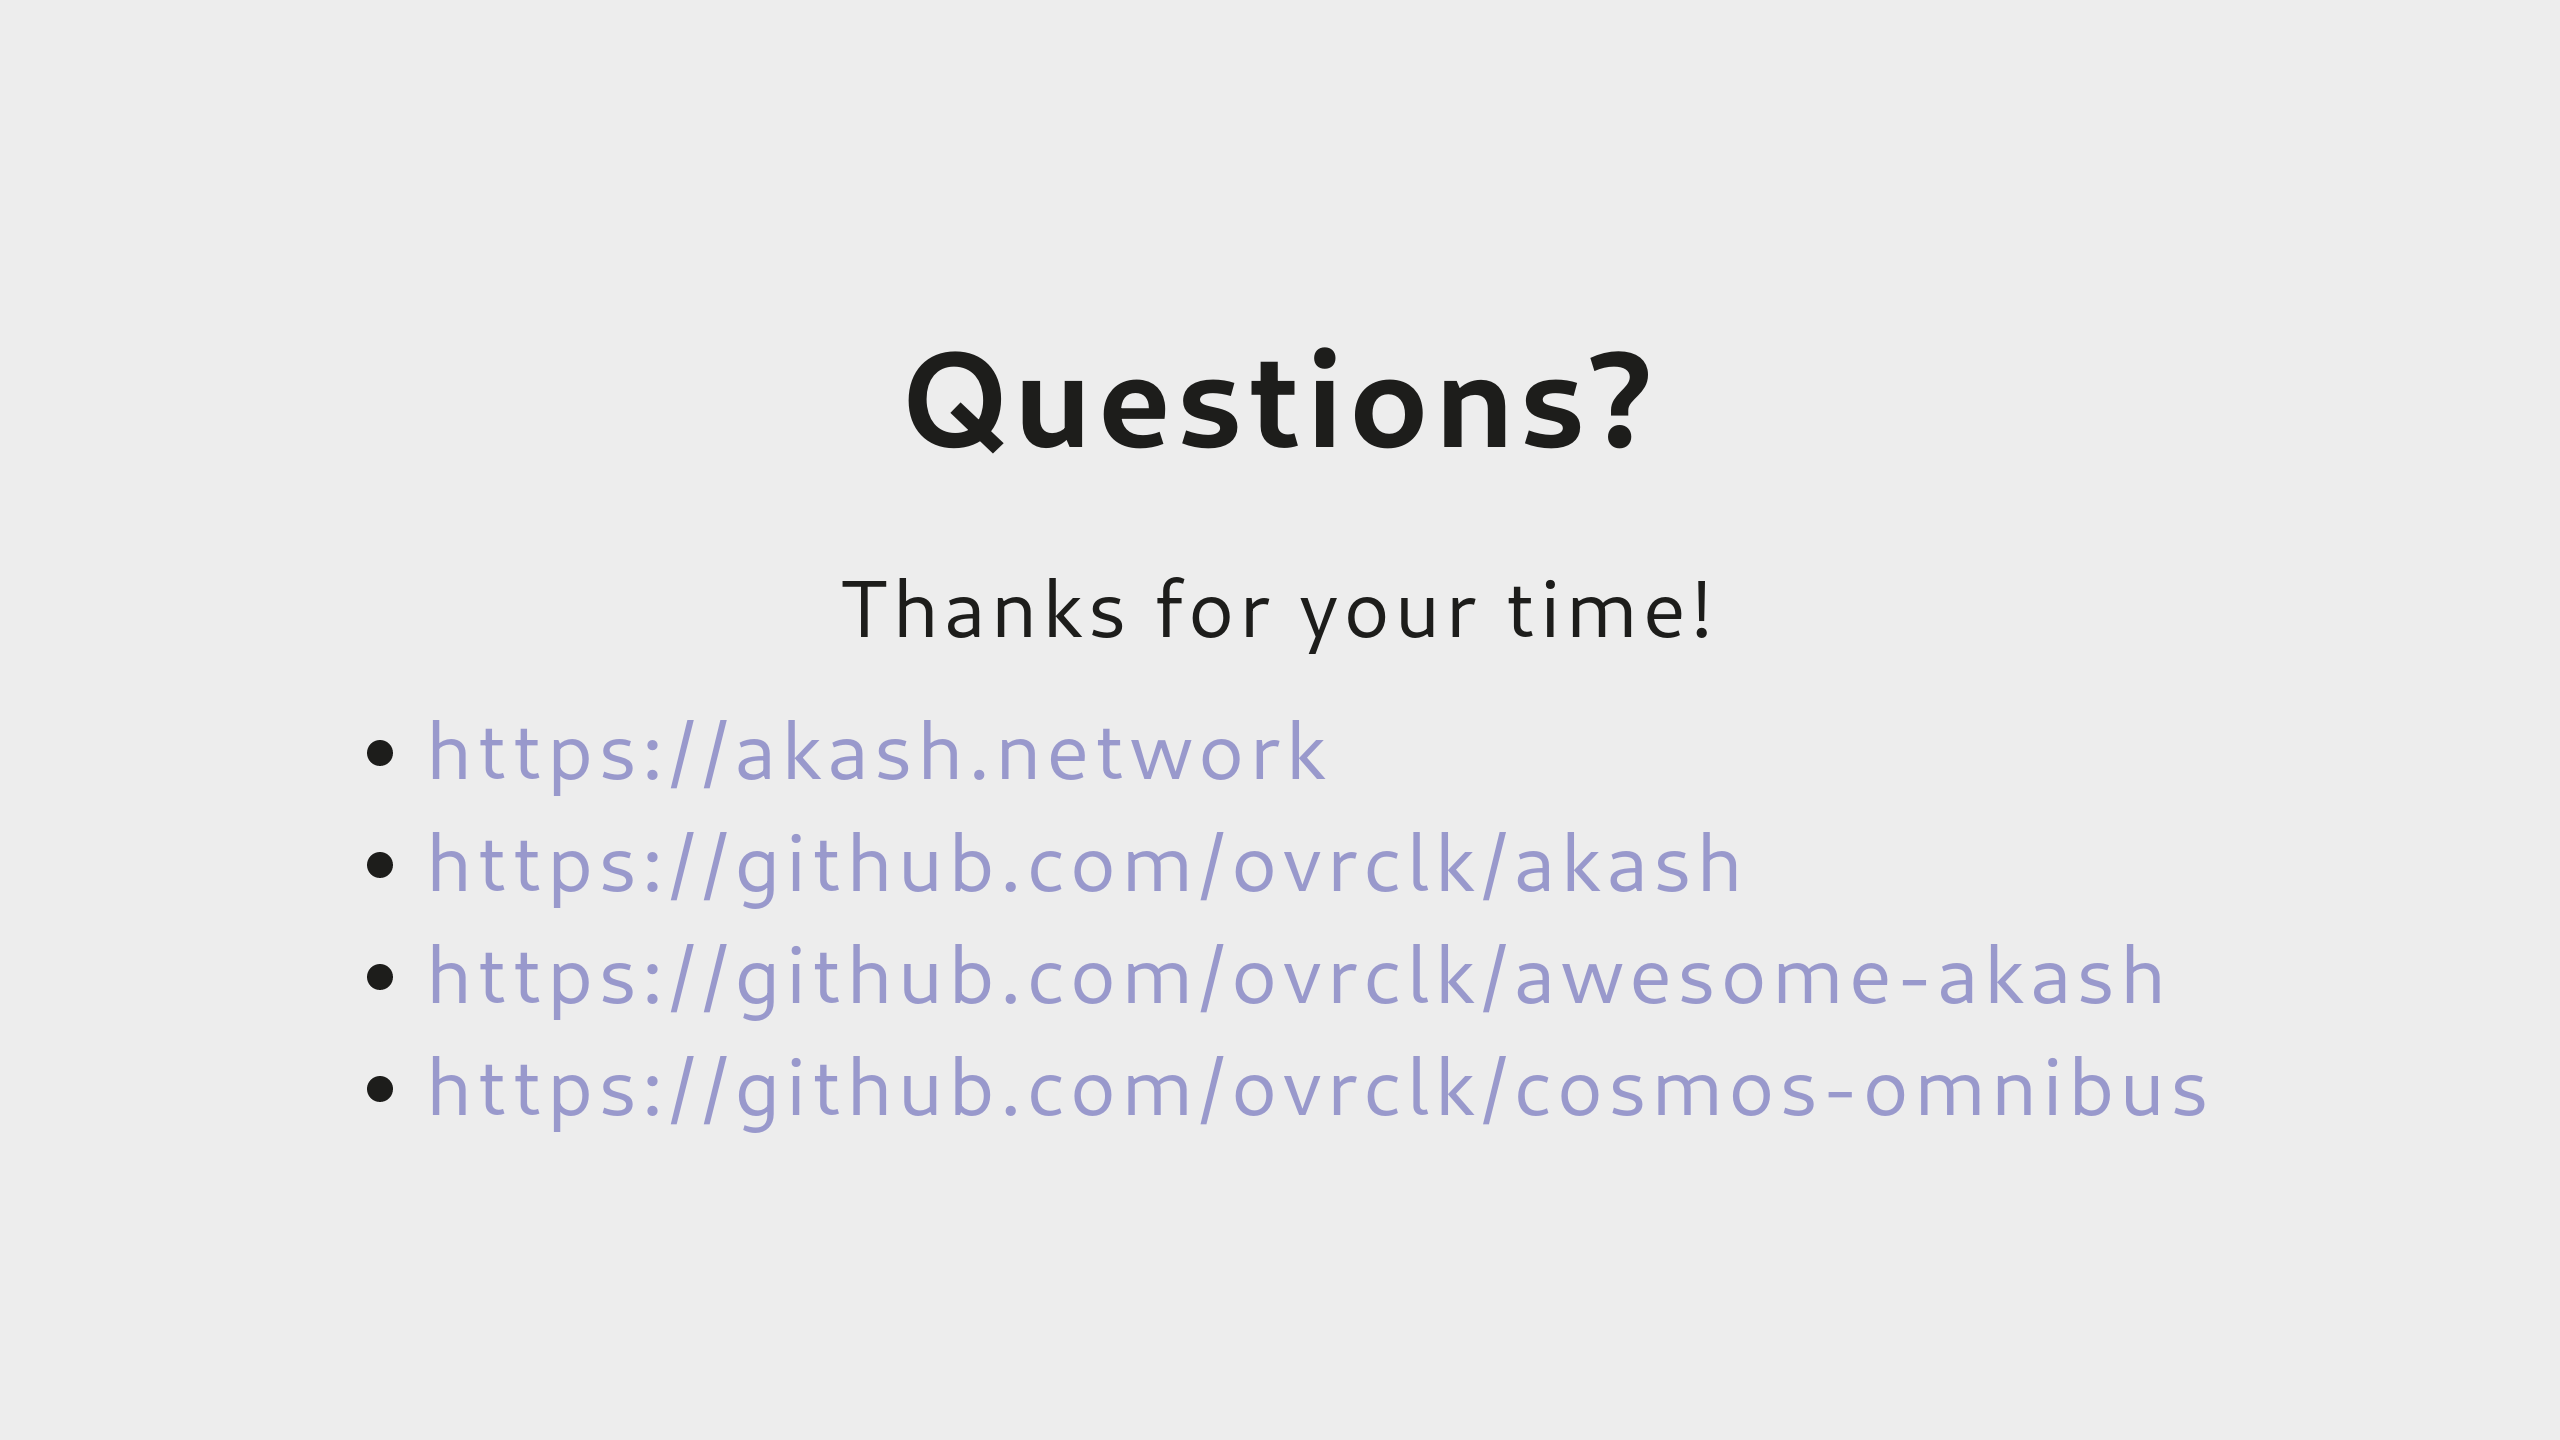 Questions?
Thanks for your time!
• https://akash.network
• https://github.com/ovrclk/akash
• https://github.com/ovrclk/awesome-akash
• https://github.com/ovrclk/cosmos-omnibus